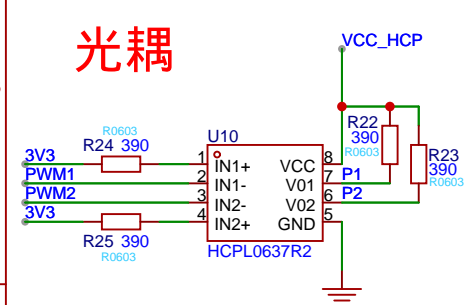 光耦
VCC_HCP
R0603
R24 390
3V3
PWM1
PWM2
3V3
R25 390
R0603
U10
1 IN1+
2 IN1-
3 IN2-
4 IN2+
VCC 8
V01 7
V02 6
GND 5
HCPL0637R2
P1
P2
R22
390
R0603
R23
390
R0603